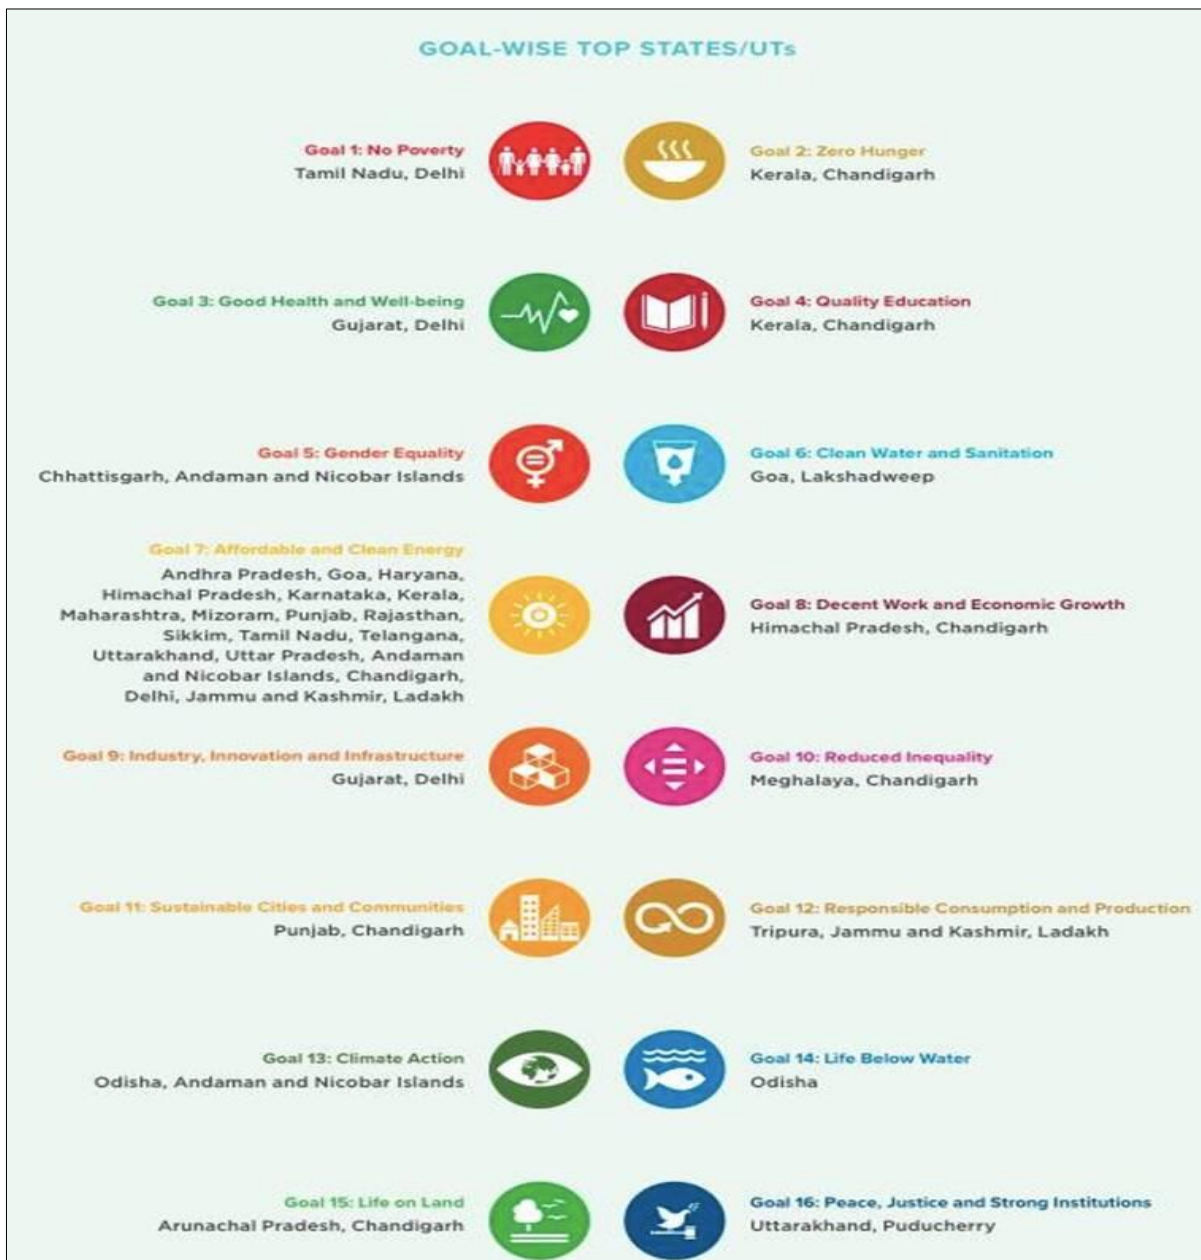 GOAL-WISE TOP STATES/UTs
Goal 1: No Poverty
Tamil Nadu, Delhi
Goal 2: Zero Hunger
Kerala, Chandigarh
Goal 3: Good Health and Well-being
Gujarat, Delhi
Goal 4: Quality Education
Kerala, Chandigarh
Goal 5: Gender Equality
Chhattisgarh, Andaman and Nicobar Islands
Goal 6: Clean Water and Sanitation
Goa, Lakshadweep
Goal 7: Affordable and Clean Energy
Andhra Pradesh, Goa, Haryana,
Himachal Pradesh, Karnataka, Kerala,
Maharashtra, Mizoram, Punjab, Rajasthan,
Sikkim, Tamil Nadu, Telangana,
Uttarakhand, Uttar Pradesh, Andaman
and Nicobar Islands, Chandigarh,
Delhi, Jammu and Kashmir, Ladakh
Goal 8: Decent Work and Economic Growth
Himachal Pradesh, Chandigarh
Goal 9: Industry, Innovation and Infrastructure
Gujarat, Delhi
Goal 10: Reduced Inequality
Meghalaya, Chandigarh
Goal 11: Sustainable Cities and Communities
Punjab, Chandigarh
Goal 12: Responsible Consumption and Production
Tripura, Jammu and Kashmir, Ladakh
Goal 13: Climate Action
Odisha, Andaman and Nicobar Islands
Goal 14: Life Below Water
Odisha
Goal 15: Life on Land
Arunachal Pradesh, Chandigarh
Goal 16: Peace, Justice and Strong Institutions
Uttarakhand, Puducherry